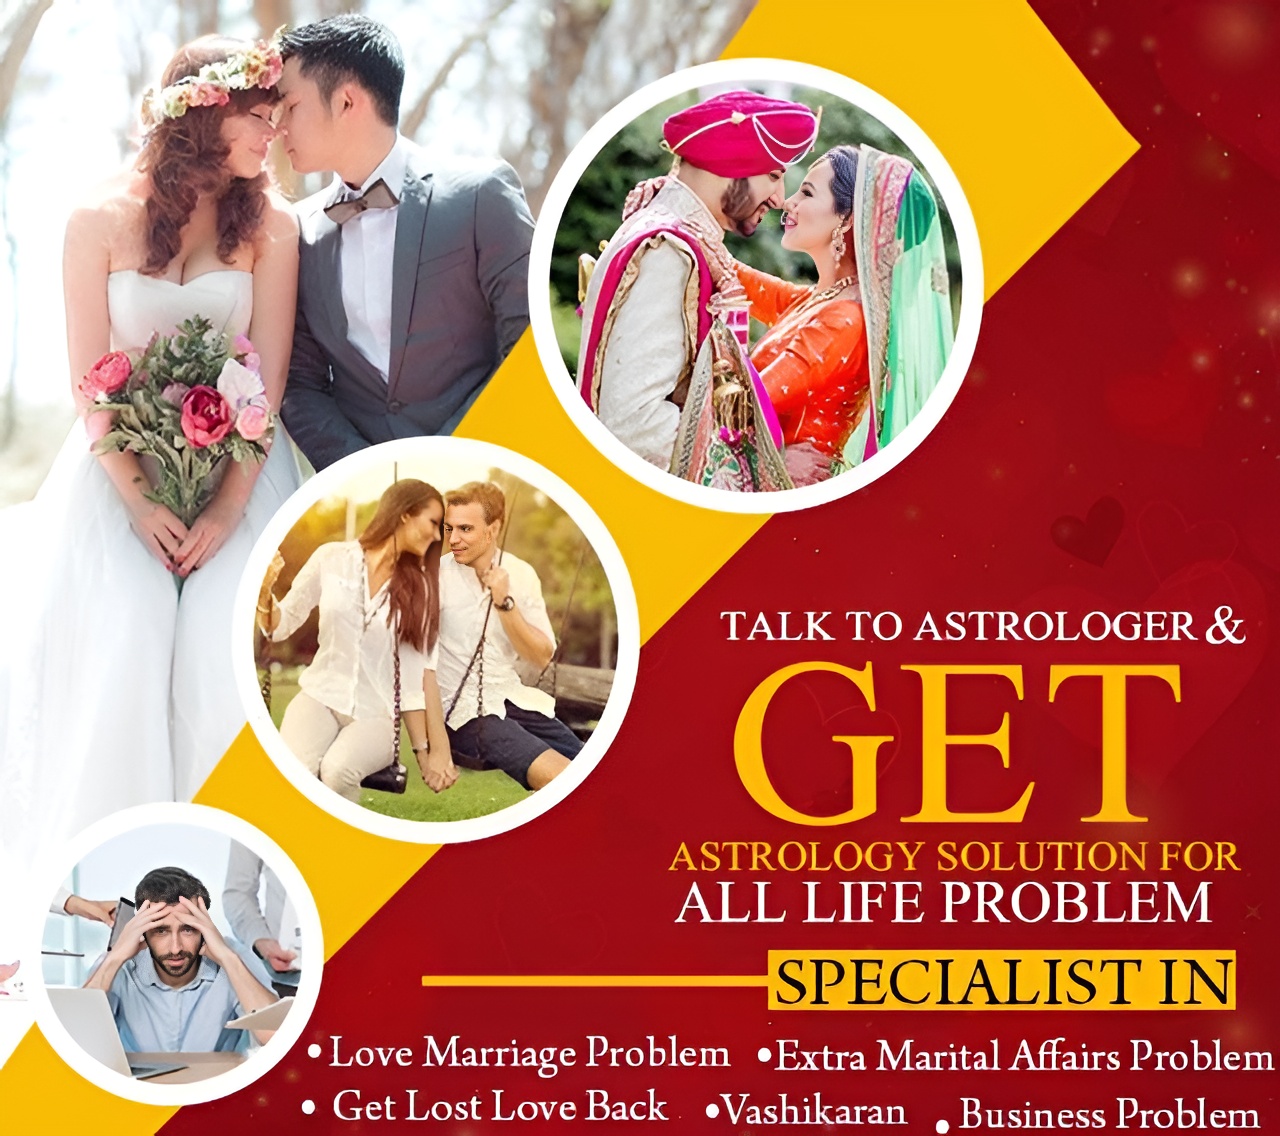 TALK TO ASTROLOGER &
GET
ASTROLOGY SOLUTION FOR
ALL LIFE PROBLEM
SPECIALIST IN
•Love Marriage Problem •Extra Marital Affairs Problem
• Get Lost Love Back •Vashikaran • Business Problem